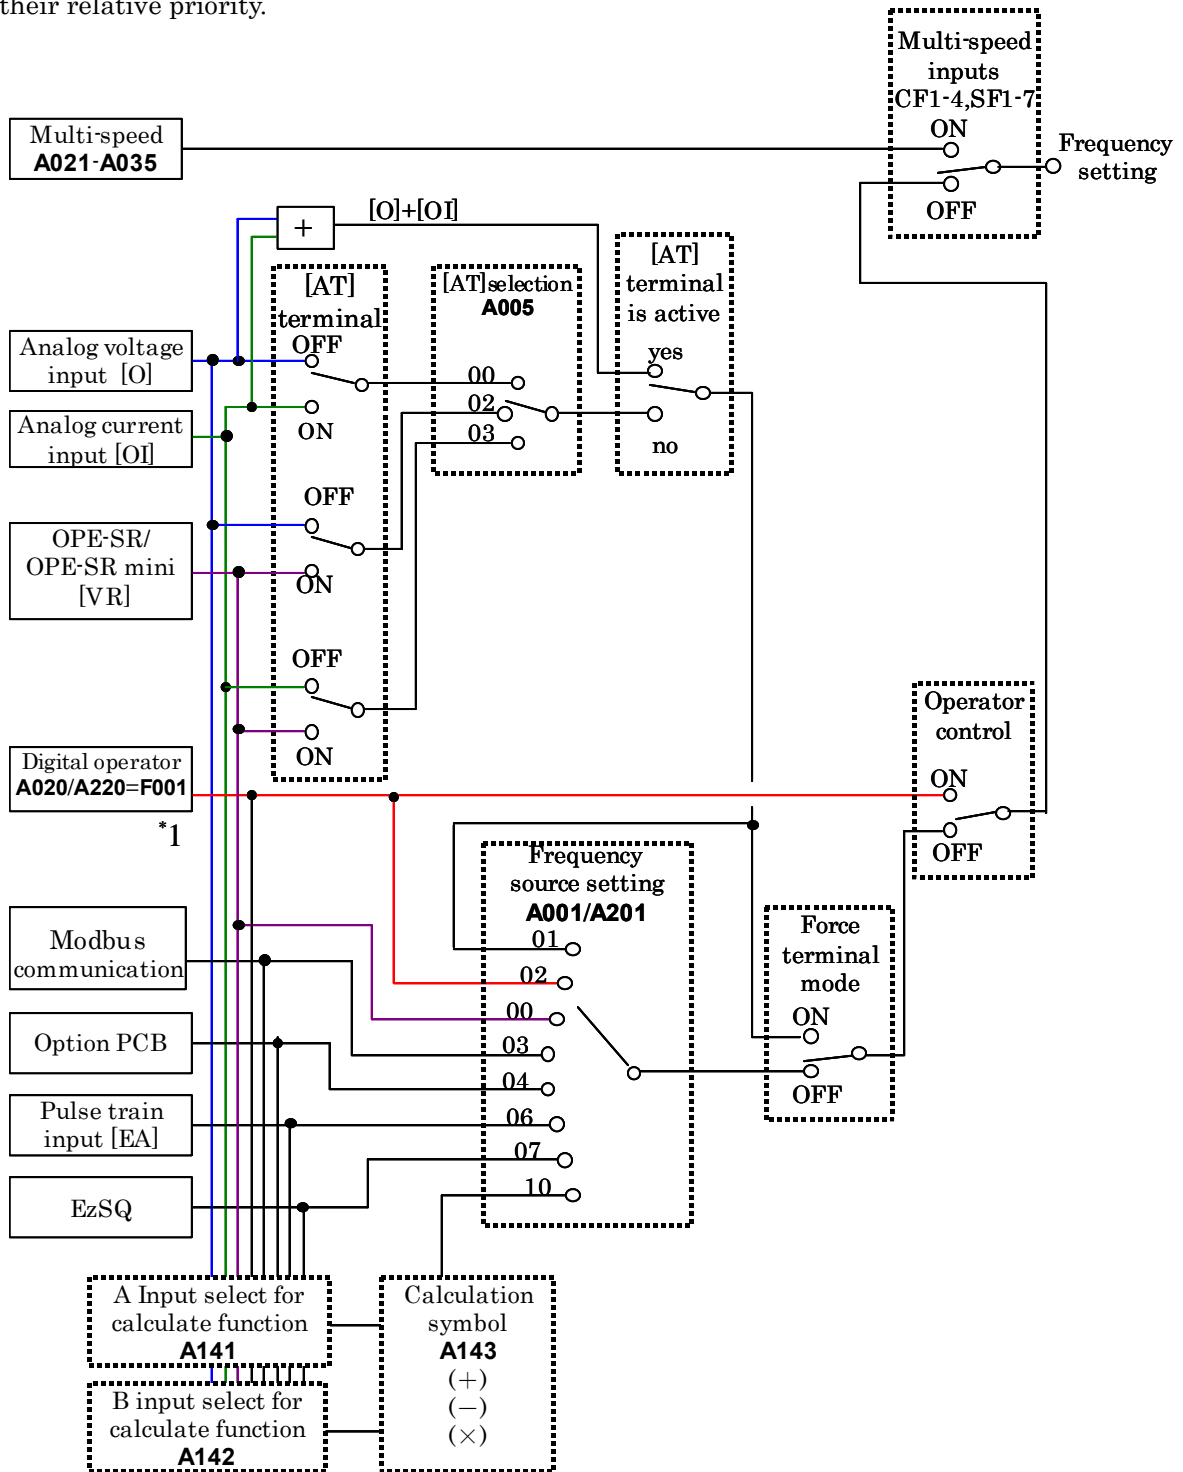 their relative priority.
Multi-speed
inputs
CF1-4,SF1-7
ON
OFF
Frequency
setting
Multi-speed
A021-A035
+
[O]+[OI]
[AT]
terminal
OFF
ON
OFF
ON
OFF
ON
[AT]selection
A005
00
02
03
[AT]
terminal
is active
yes
no
Analog voltage
input [O]
Analog current
input [OI]
OPE-SR/
OPE-SR mini
[VR]
Digital operator
A020/A220=F001
*1
Operator
control
ON
OFF
Frequency
source setting
A001/A201
01
02
00
03
04
06
07
10
Force
terminal
mode
ON
OFF
Modbus
communication
Option PCB
Pulse train
input [EA]
EzSQ
A Input select for
calculate function
A141
B input select for
calculate function
A142
Calculation
symbol
A143
(+)
(−)
(×)